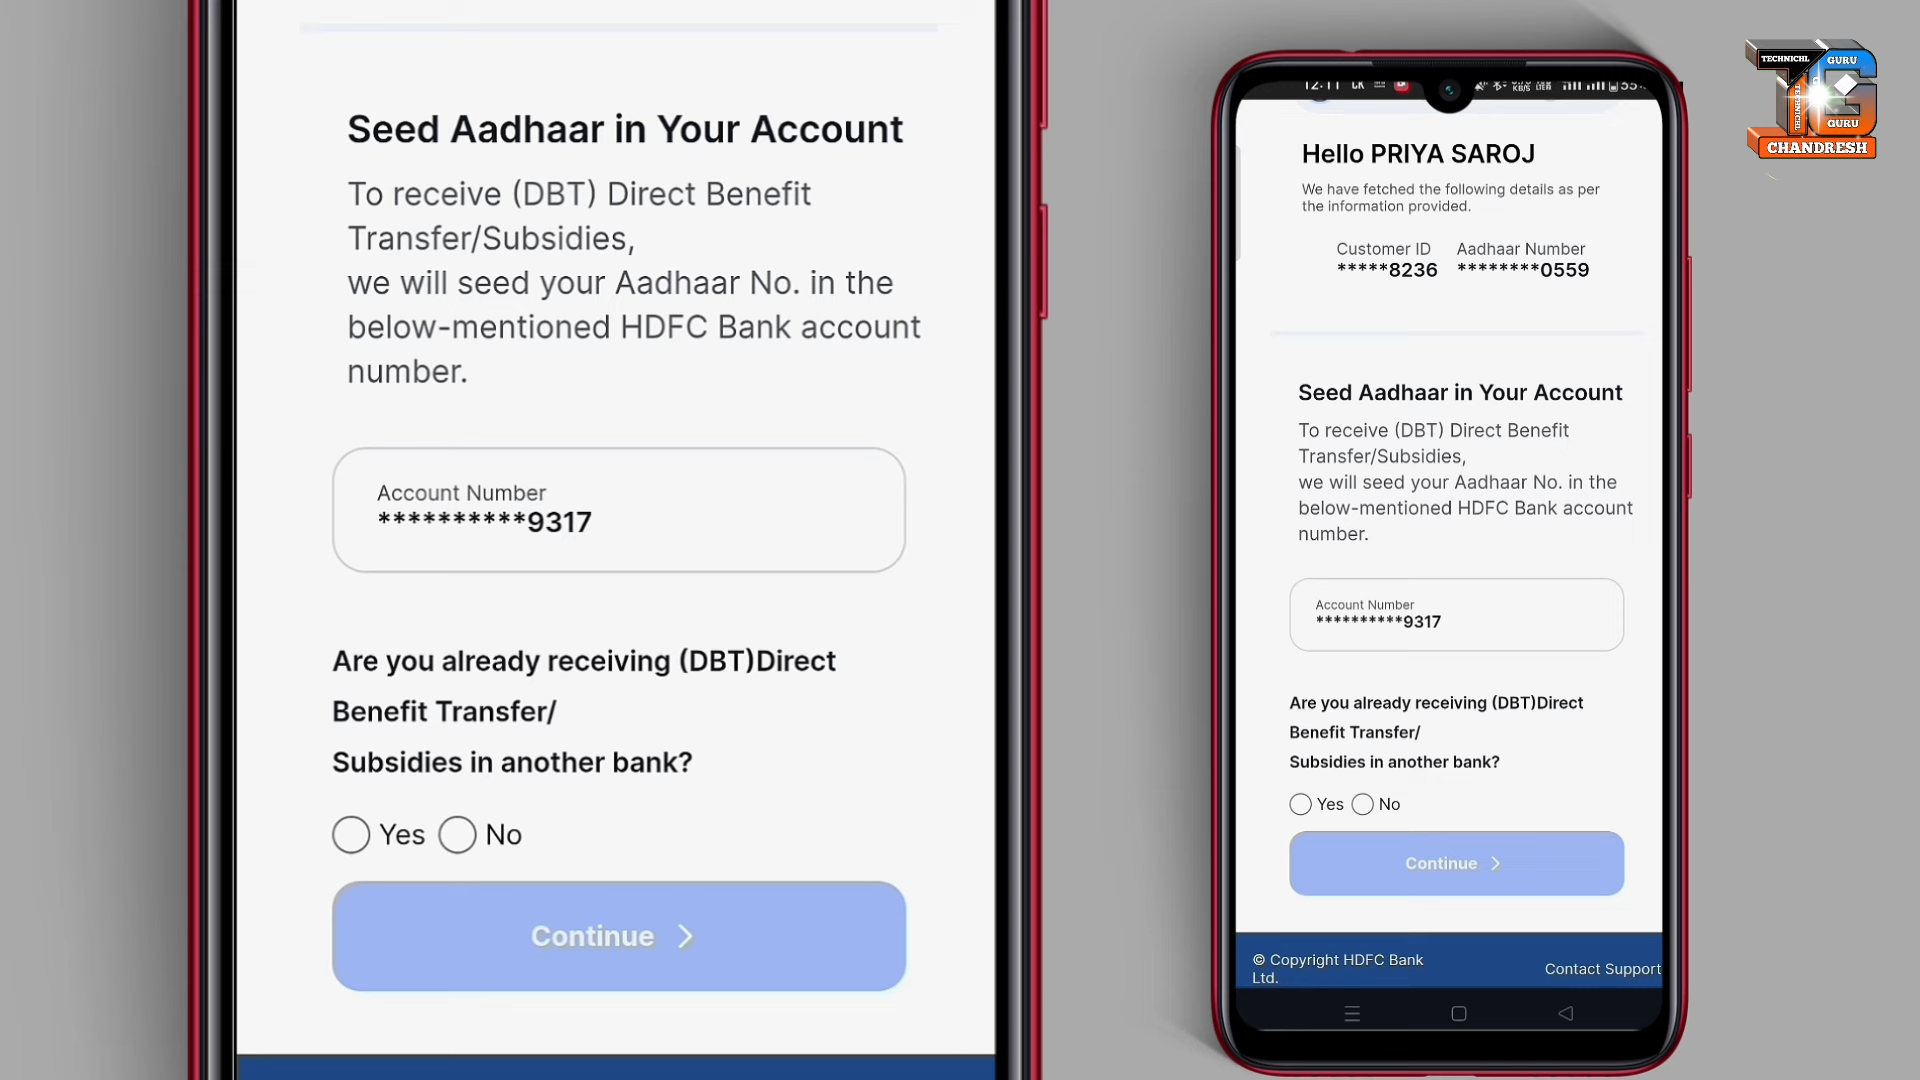 Seed Aadhaar in Your Account
To receive (DBT) Direct Benefit
Transfer/Subsidies,
we will seed your Aadhaar No. in the
below-mentioned HDFC Bank account
number.
Account Number
**********9317
Are you already receiving (DBT)Direct
Benefit Transfer/
Subsidies in another bank?
Yes No
Continue
12:11
Hello PRIYA SAROJ
We have fetched the following details as per
the information provided.
Customer ID Aadhaar Number
*****8236 ********0559
Seed Aadhaar in Your Account
To receive (DBT) Direct Benefit
Transfer/Subsidies,
we will seed your Aadhaar No. in the
below-mentioned HDFC Bank account
number.
Account Number
**********9317
Are you already receiving (DBT)Direct
Benefit Transfer/
Subsidies in another bank?
Yes No
Continue
© Copyright HDFC Bank
Ltd.
Contact Support
TECHNICHL GURU
TECHNICHL
GURU
CHANDRESH